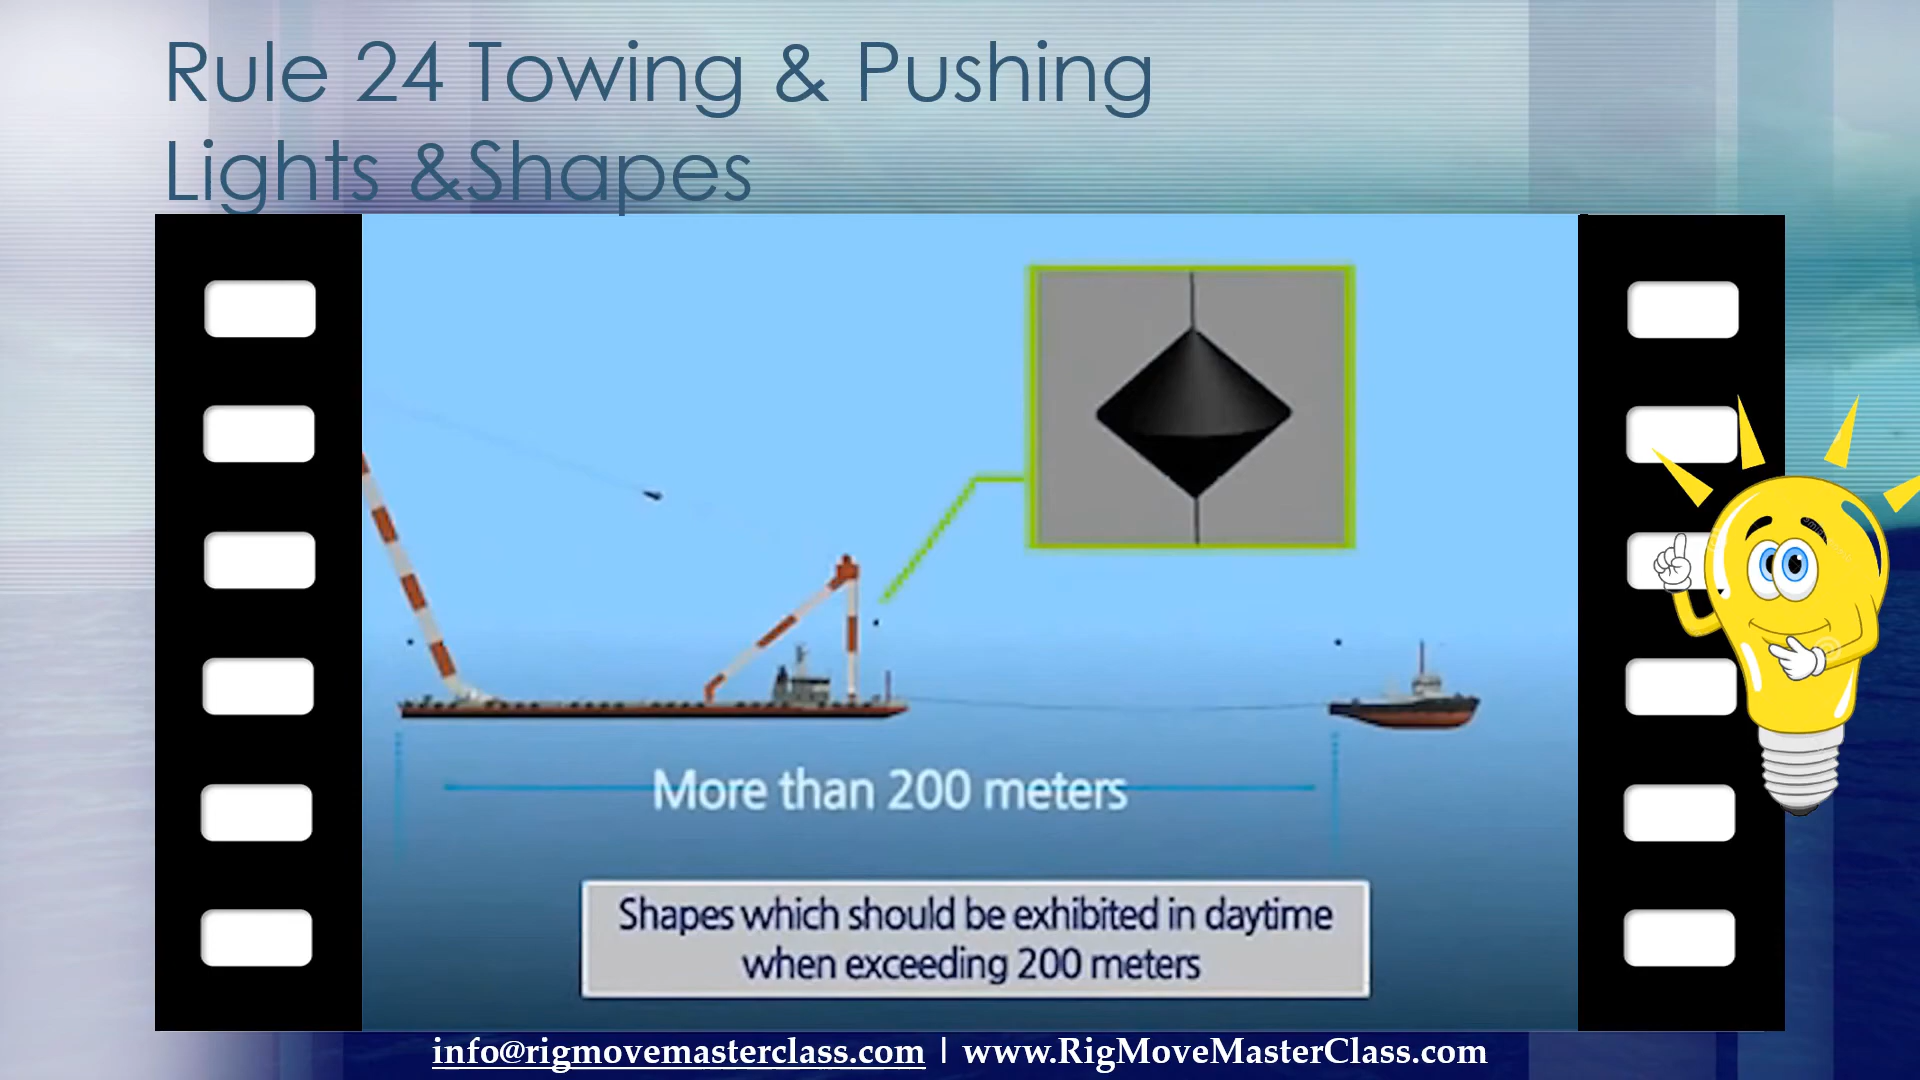 Rule 24 Towing & Pushing
Lights &Shapes
More than 200 meters
Shapes which should be exhibited in daytime
when exceeding 200 meters
info@rigmovemasterclass.com | www.RigMoveMasterClass.com